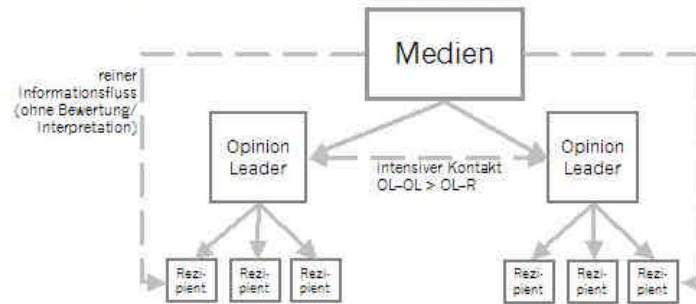 Medien
reiner
Informationsfluss
(ohne Bewertung/
Interpretation)
Opinion
Leader
intensiver Kontakt
OL–OL > OL–R
Opinion
Leader
Rezi-
pient
Rezi-
pient
Rezi-
pient
Rezi-
pient
Rezi-
pient
Rezi-
pient